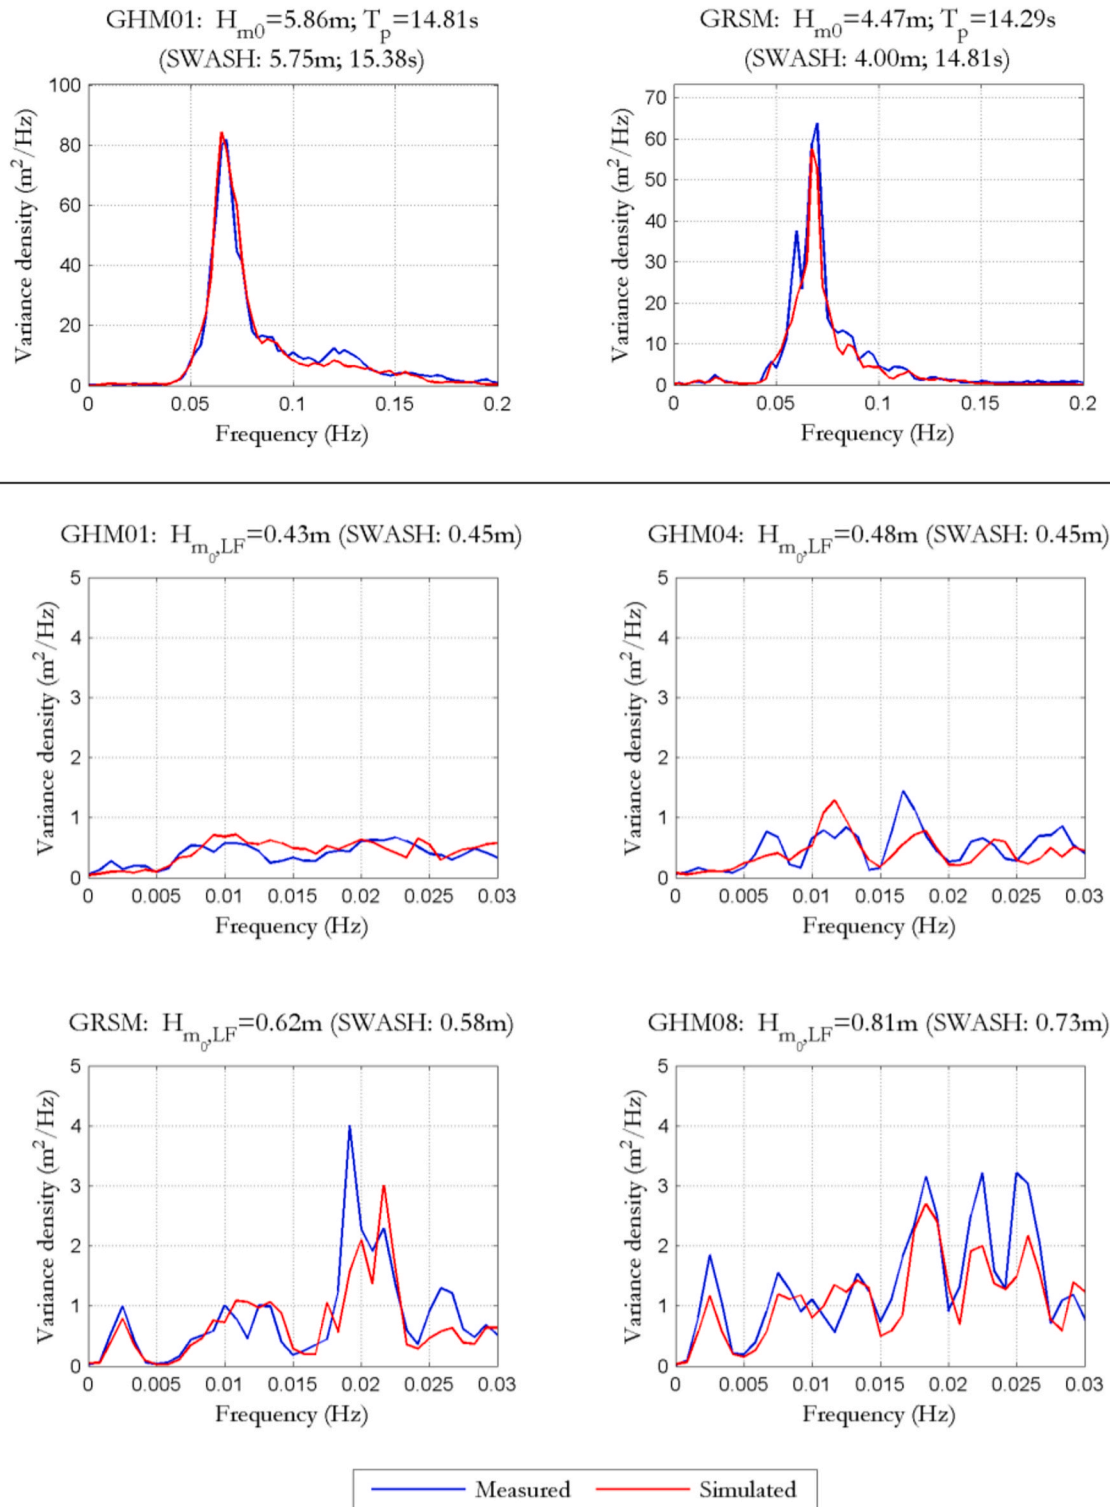 GHM01: Hm0=5.86m; Tp=14.81s
(SWASH: 5.75m; 15.38s)
GRSM: Hm0=4.47m; Tp=14.29s
(SWASH: 4.00m; 14.81s)
Variance density (m²/Hz)
100
80
60
40
20
0
0 0.05 0.1 0.15 0.2
Frequency (Hz)
Variance density (m²/Hz)
70
60
50
40
30
20
10
0
0 0.05 0.1 0.15 0.2
Frequency (Hz)
GHM01: Hm0,LF=0.43m (SWASH: 0.45m)
Variance density (m²/Hz)
5
4
3
2
1
0
0 0.005 0.01 0.015 0.02 0.025 0.03
Frequency (Hz)
GHM04: Hm0,LF=0.48m (SWASH: 0.45m)
Variance density (m²/Hz)
5
4
3
2
1
0
0 0.005 0.01 0.015 0.02 0.025 0.03
Frequency (Hz)
GRSM: Hm0,LF=0.62m (SWASH: 0.58m)
Variance density (m²/Hz)
5
4
3
2
1
0
0 0.005 0.01 0.015 0.02 0.025 0.03
Frequency (Hz)
GHM08: Hm0,LF=0.81m (SWASH: 0.73m)
Variance density (m²/Hz)
5
4
3
2
1
0
0 0.005 0.01 0.015 0.02 0.025 0.03
Frequency (Hz)
Measured Simulated